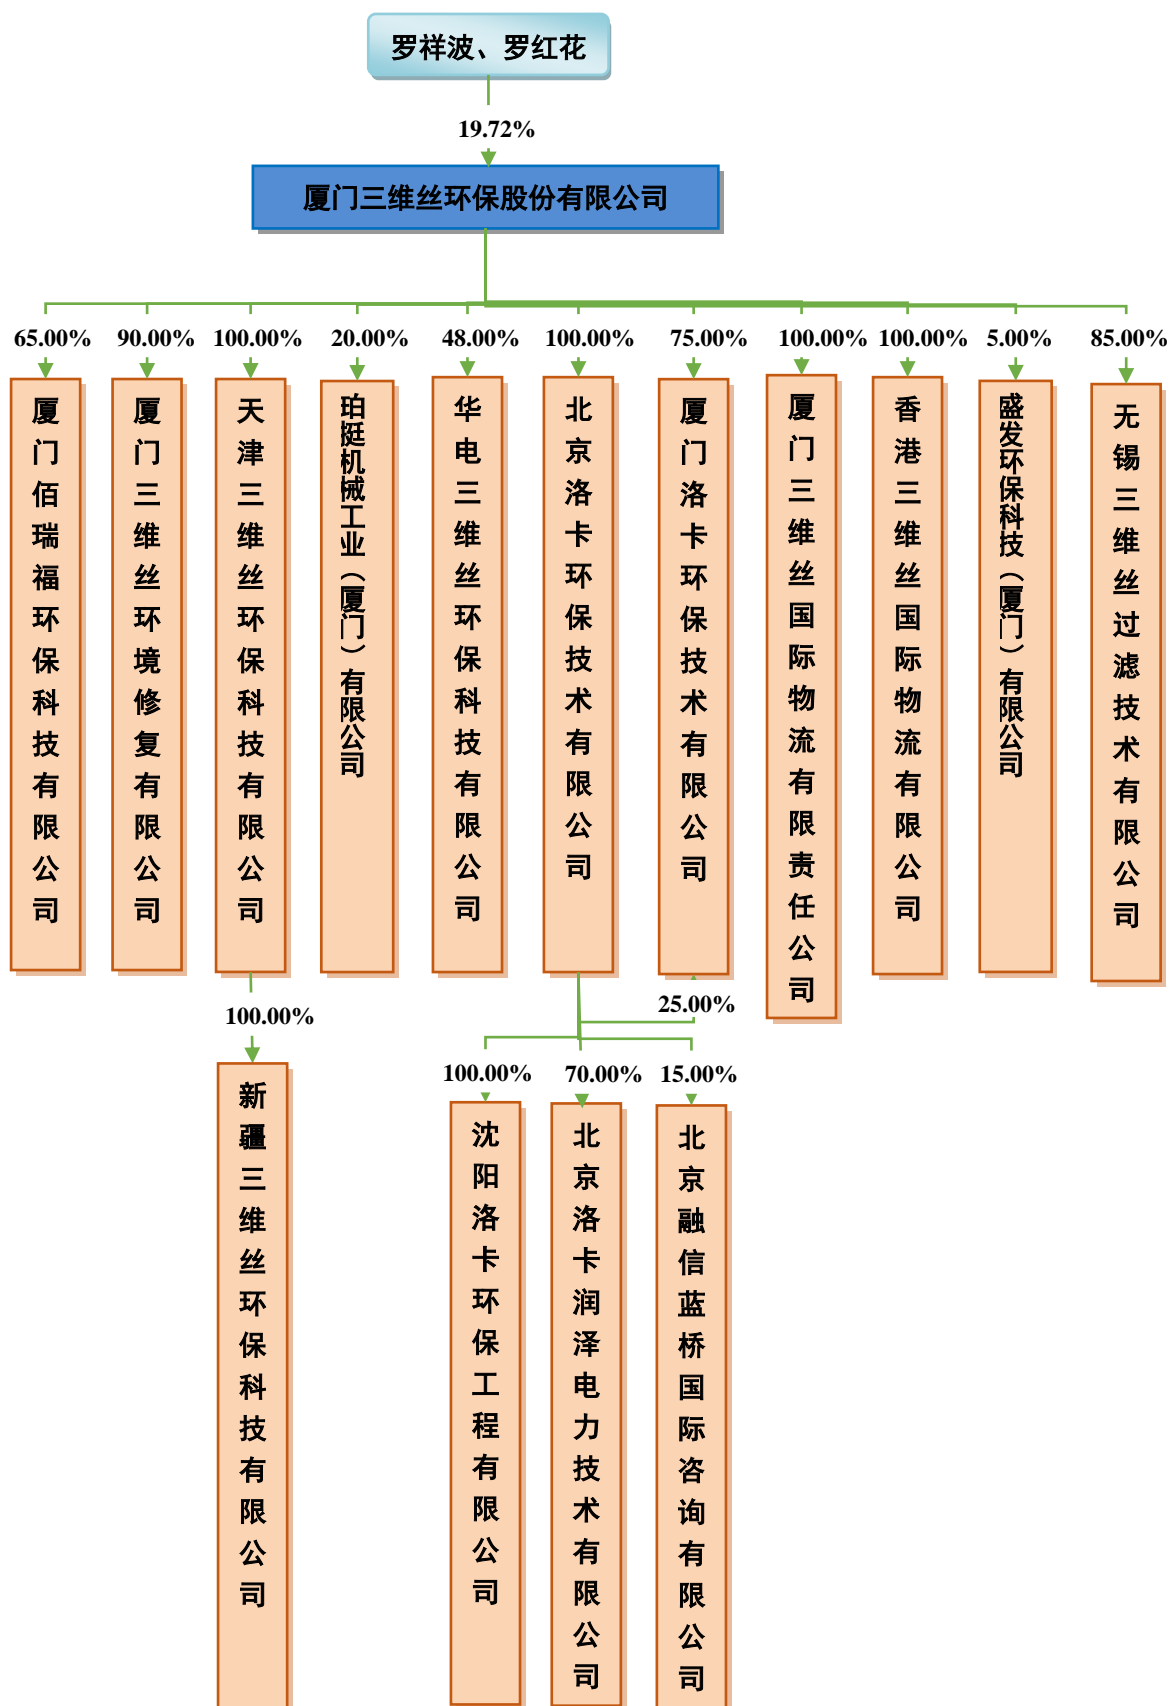 罗祥波、罗红花
19.72%
厦门三维丝环保股份有限公司
65.00%
90.00%
100.00%
20.00%
48.00%
100.00%
75.00%
100.00%
100.00%
5.00%
85.00%
厦门佰瑞福环保科技有限公司
厦门三维丝环境修复有限公司
天津三维丝环保科技有限公司
珀挺机械工业（厦门）有限公司
华电三维丝环保科技有限公司
北京洛卡环保技术有限公司
厦门洛卡环保技术有限公司
厦门三维丝国际物流有限责任公司
香港三维丝国际物流有限公司
盛发环保科技（厦门）有限公司
无锡三维丝过滤技术有限公司
100.00%
25.00%
100.00%
70.00%
15.00%
新疆三维丝环保科技有限公司
沈阳洛卡环保工程有限公司
北京洛卡润泽电力技术有限公司
北京融信蓝桥国际咨询有限公司